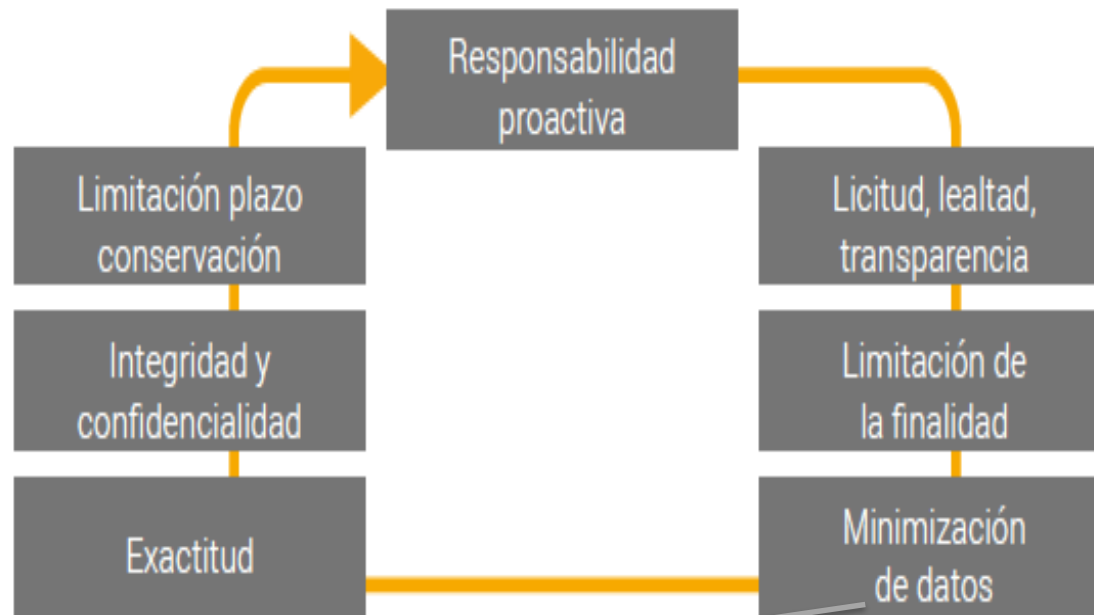 Responsabilidad
proactiva
Licitud, lealtad,
transparencia
Limitación de
la finalidad
Minimización
de datos
Exactitud
Integridad y
confidencialidad
Limitación plazo
conservación